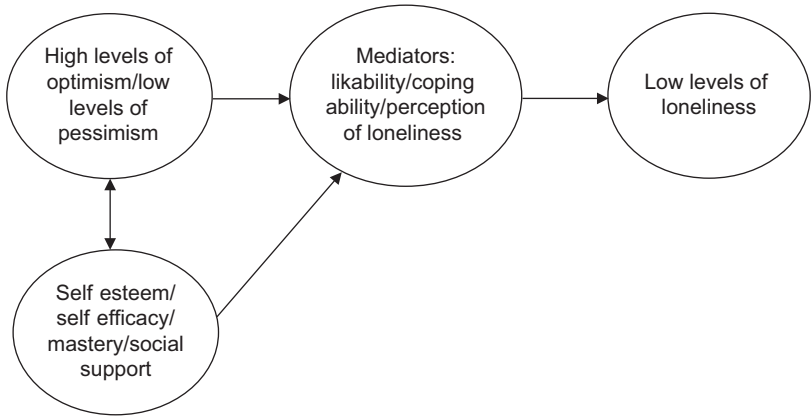 High levels of
optimism/low
levels of
pessimism
Mediators:
likability/coping
ability/perception
of loneliness
Low levels of
loneliness
Self esteem/
self efficacy/
mastery/social
support